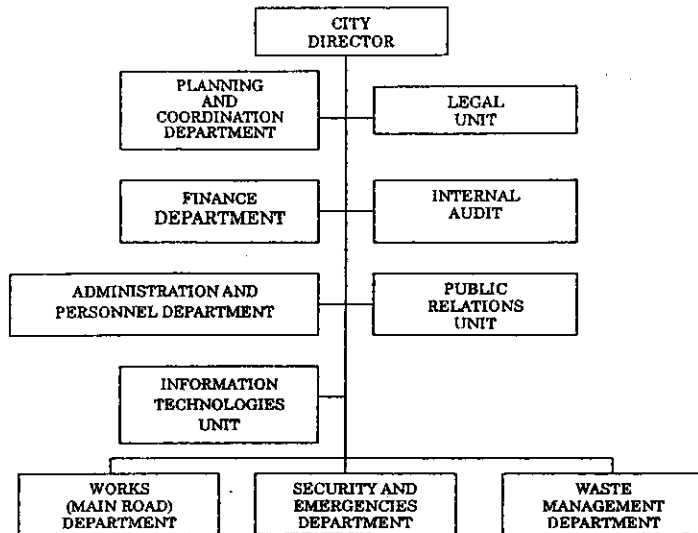 CITY
DIRECTOR
PLANNING
AND
COORDINATION
DEPARTMENT
LEGAL
UNIT
FINANCE
DEPARTMENT
INTERNAL
AUDIT
ADMINISTRATION AND
PERSONNEL DEPARTMENT
PUBLIC
RELATIONS
UNIT
INFORMATION
TECHNOLOGIES
UNIT
WORKS
(MAIN ROAD)
DEPARTMENT
SECURITY AND
EMERGENCIES
DEPARTMENT
WASTE
MANAGEMENT
DEPARTMENT